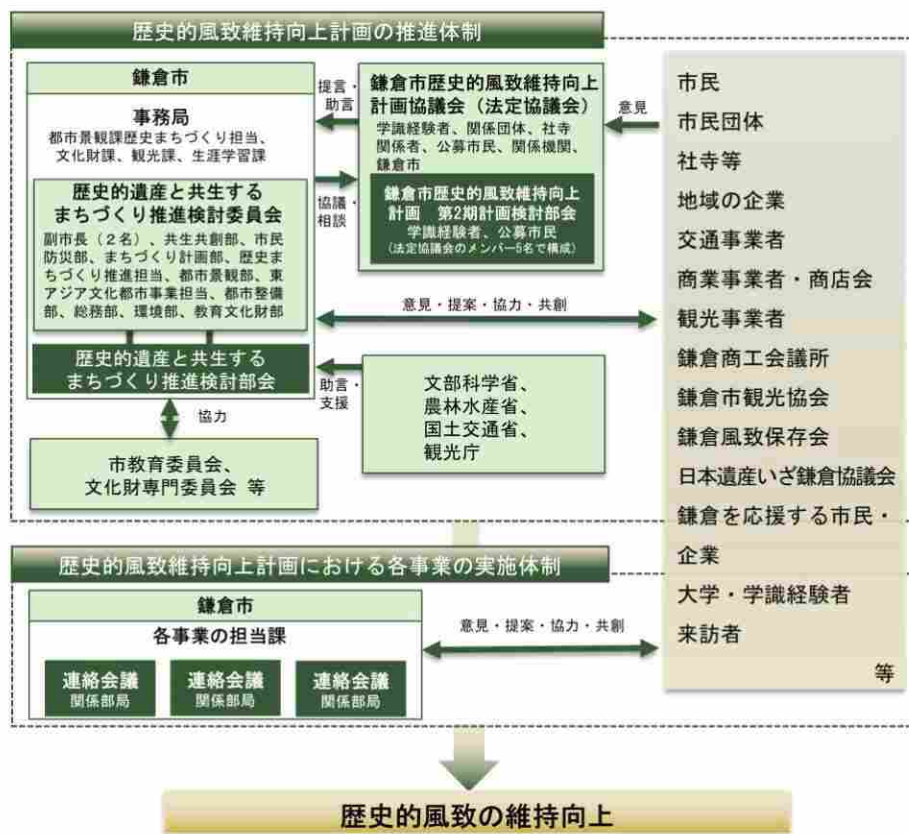 歴史的風致維持向上計画の推進体制
鎌倉市
事務局
都市景観課歴史まちづくり担当、
文化財課、観光課、生涯学習課
歴史的遺産と共生する
まちづくり推進検討委員会
副市長(2名)、共生共創部、市民
防災部、まちづくり計画部、歴史ま
ちづくり推進担当、都市景観部、東
アジア文化都市事業担当、都市整備
部、総務部、環境部、教育文化財部
歴史的遺産と共生する
まちづくり推進検討部会
協力
市教育委員会、
文化財専門委員会 等
提言・
助言
協議・
相談
鎌倉市歴史的風致維持向上
計画協議会(法定協議会)
学識経験者、関係団体、社寺
関係者、公募市民、関係機関、
鎌倉市
鎌倉市歴史的風致維持向上
計画 第2期計画検討部会
学識経験者、公募市民
(法定協議会のメンバー5名で構成)
意見
意見・提案・協力・共創
助言・
支援
文部科学省、
農林水産省、
国土交通省、
観光庁
市民
市民団体
社寺等
地域の企業
交通事業者
商業事業者・商店会
観光事業者
鎌倉商工会議所
鎌倉市観光協会
鎌倉風致保存会
日本遺産いざ鎌倉協議会
鎌倉を応援する市民・
企業
大学・学識経験者
来訪者
等
歴史的風致維持向上計画における各事業の実施体制
鎌倉市
各事業の担当課
連絡会議
関係部局
連絡会議
関係部局
連絡会議
関係部局
意見・提案・協力・共創
歴史的風致の維持向上